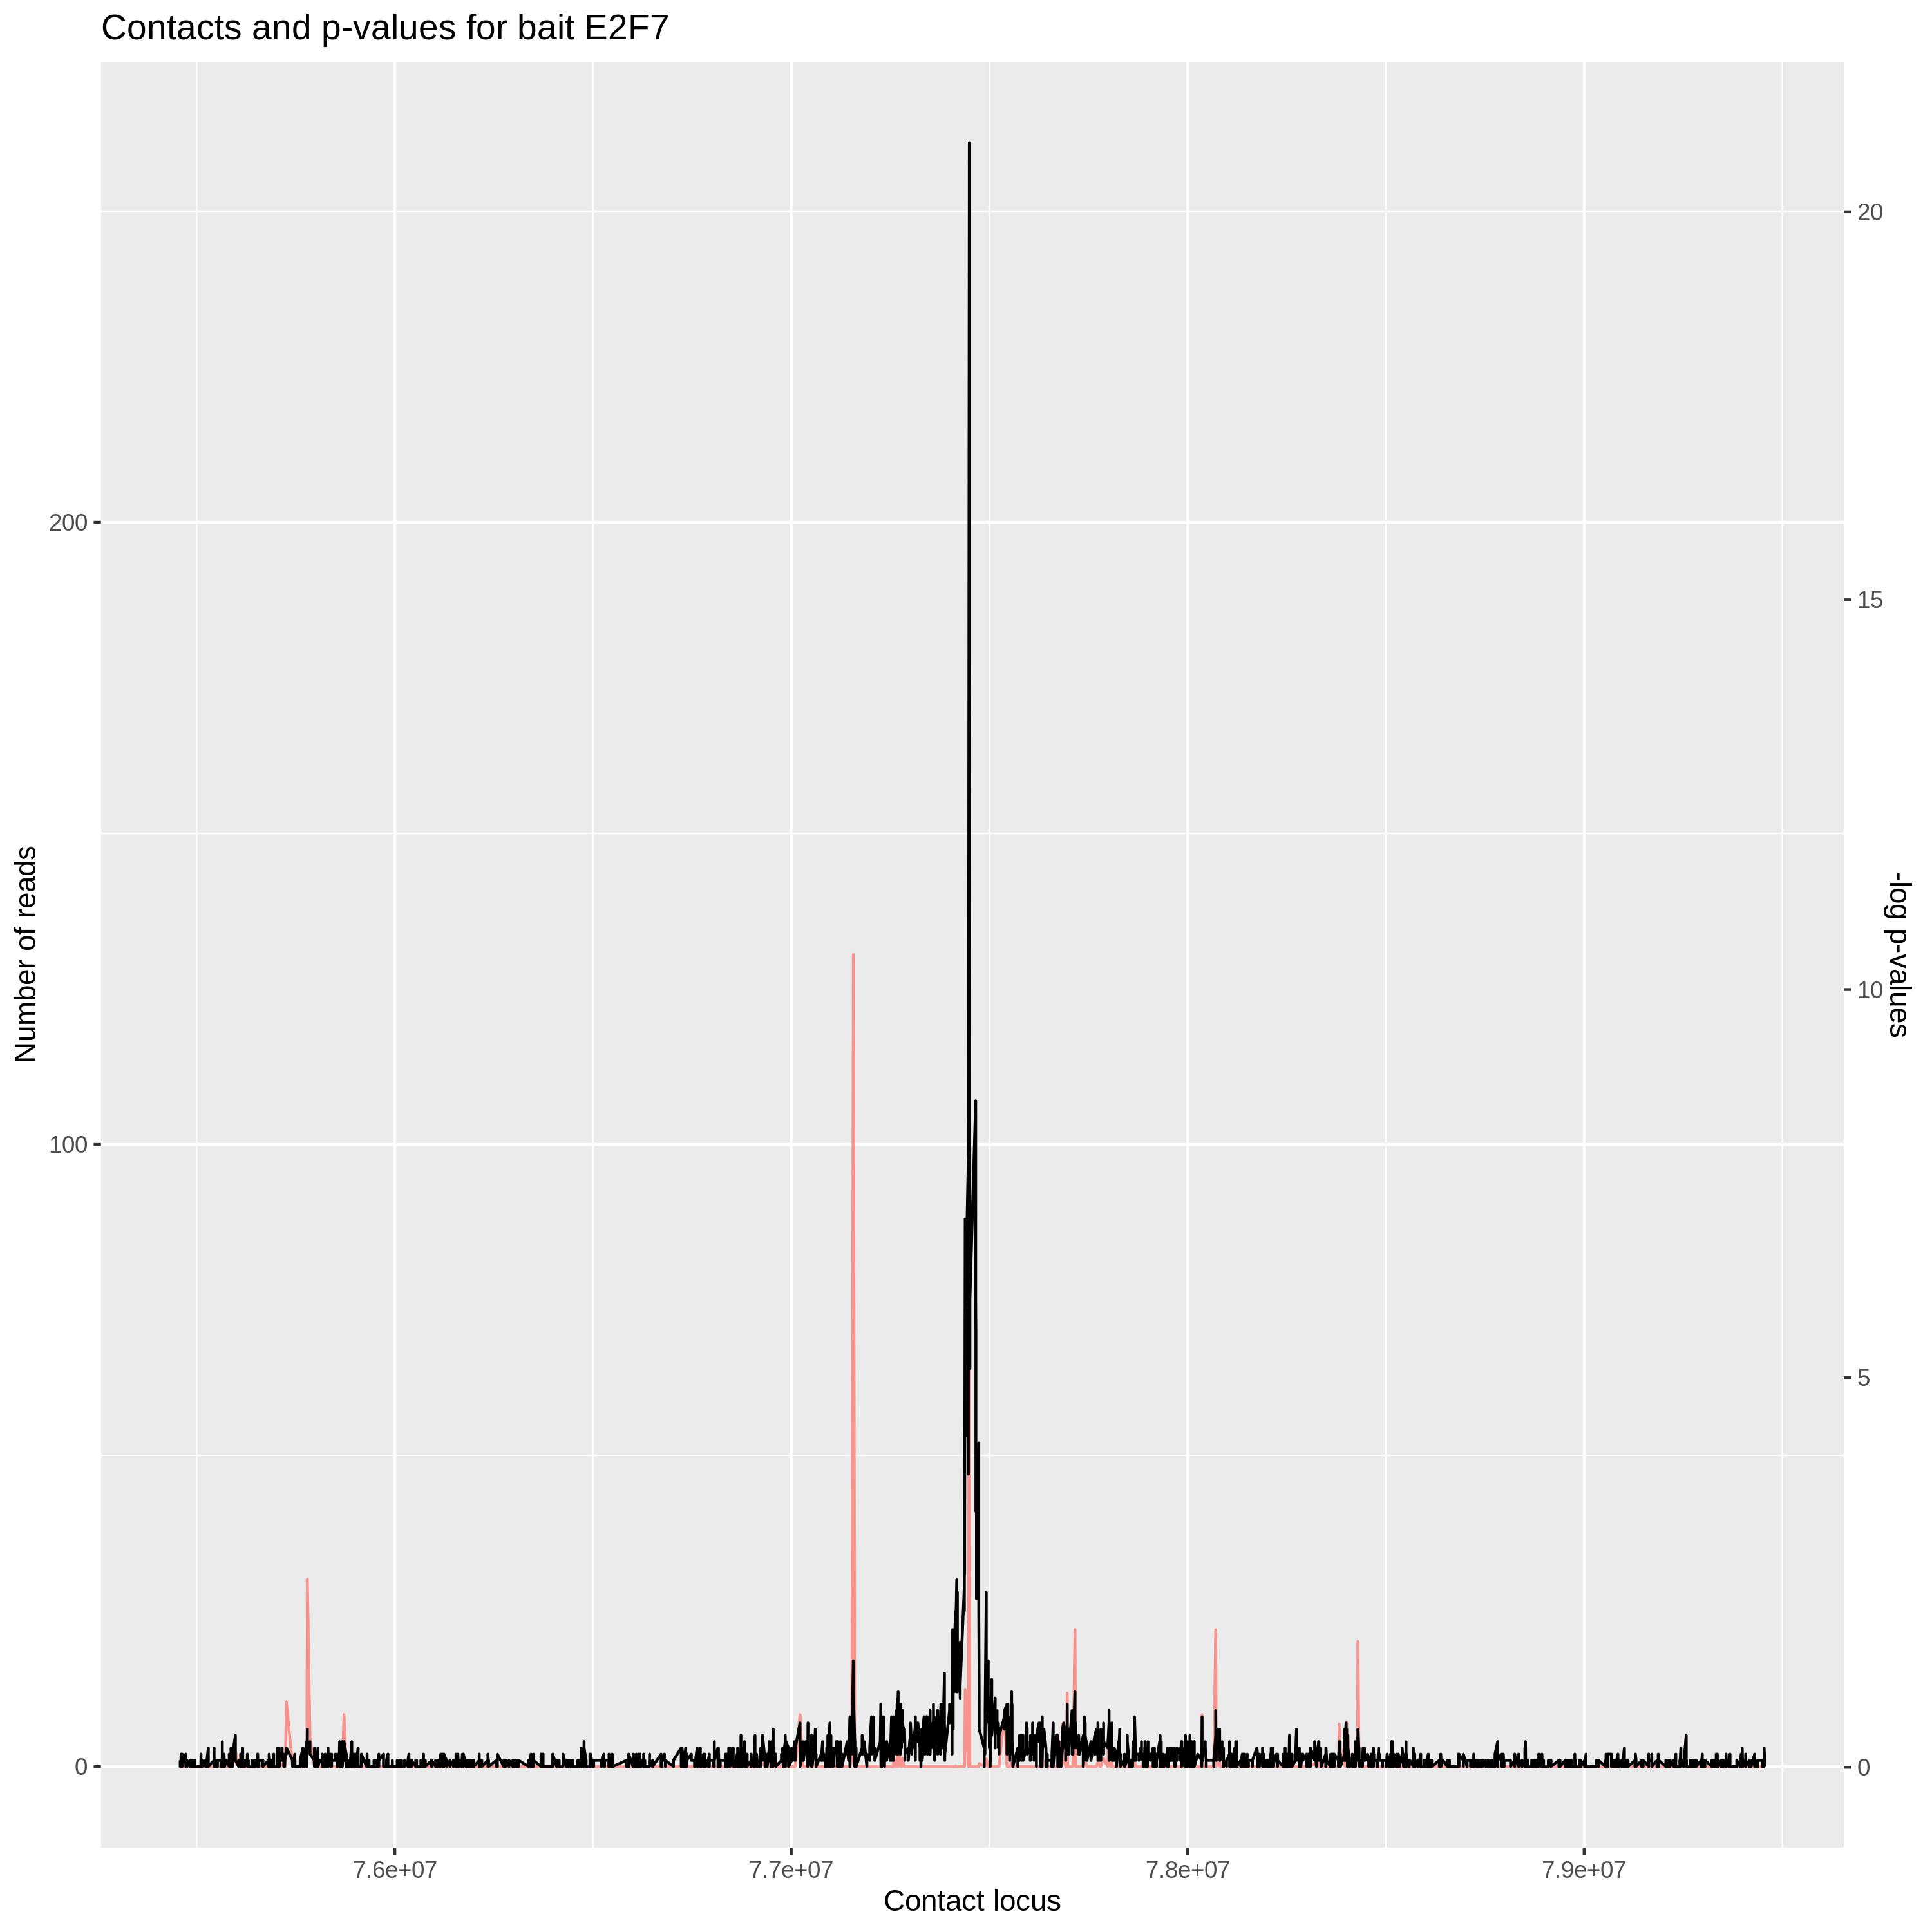 Contacts and p-values for bait E2F7
Number of reads
200
100
0
20
15
10
5
0
-log p-values
7.6e+07
7.7e+07
7.8e+07
7.9e+07
Contact locus